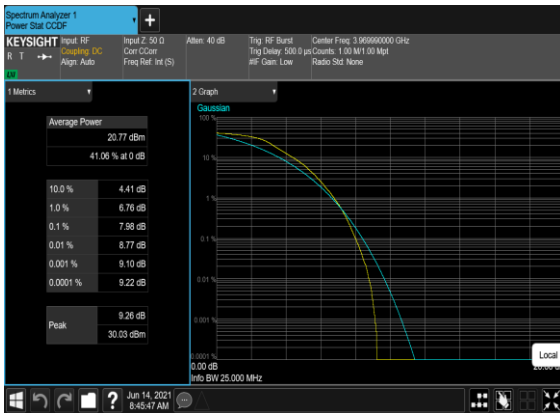 Spectrum Analyzer 1
Power Stat CCDF
KEYSIGHT
R T
LXI
Input: RF
Coupling: DC
Align: Auto
Input Z: 50 Ω
Corr CCorr
Freq Ref: Int (S)
Atten: 40 dB
Trig: RF Burst
Trig Delay: 500.0 µs
#IF Gain: Low
Center Freq: 3.969990000 GHz
Counts: 1.00 M/1.00 Mpt
Radio Std: None
1 Metrics
Average Power
20.77 dBm
41.06 % at 0 dB
10.0 % 4.41 dB
1.0 % 6.76 dB
0.1 % 7.98 dB
0.01 % 8.77 dB
0.001 % 9.10 dB
0.0001 % 9.22 dB
Peak
9.26 dB
30.03 dBm
2 Graph
Gaussian
100 %
10 %
1 %
0.1 %
0.01 %
0.001 %
0.0001 %
0.00 dB
Info BW 25.000 MHz
Local
?
Jun 14, 2021
8:45:47 AM